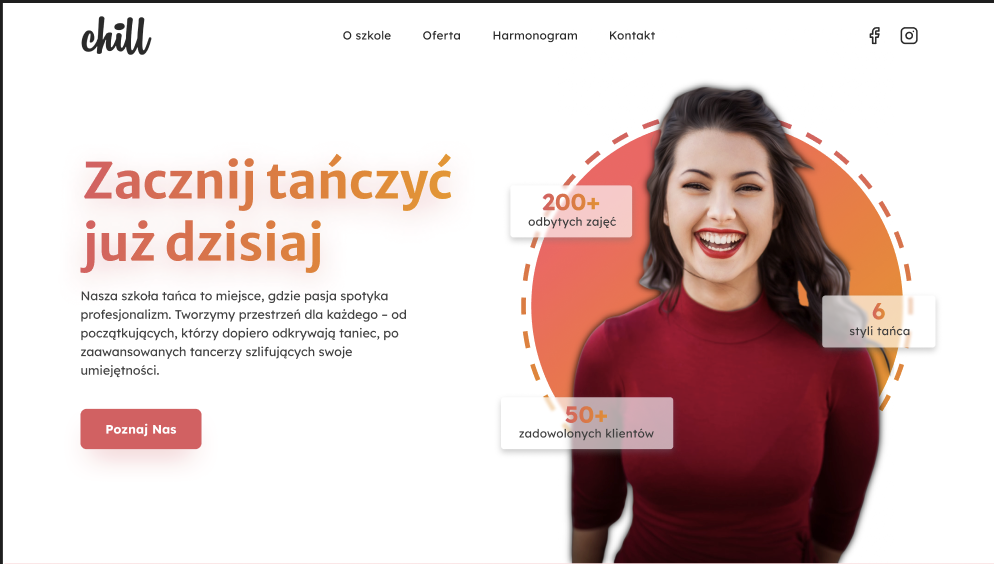 chill
O szkole
Oferta
Harmonogram
Kontakt
Zacznij tańczyć
już dzisiaj
Nasza szkoła tańca to miejsce, gdzie pasja spotyka
profesjonalizm. Tworzymy przestrzeń dla każdego – od
początkujących, którzy dopiero odkrywają taniec, po
zaawansowanych tancerzy szlifujących swoje
umiejętności.
Poznaj Nas
200+
odbytych zajęć
6
styli tańca
50+
zadowolonych klientów